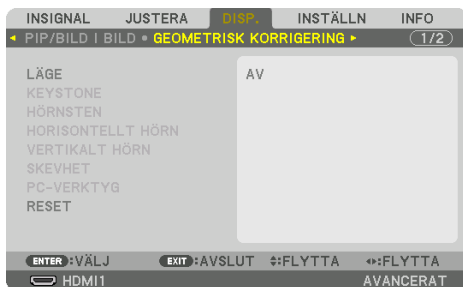 INSIGNAL JUSTERA DISP. INSTÄLLN INFO
PIP/BILD I BILD • GEOMETRISK KORRIGERING 1/2
LÄGE AV
KEYSTONE
HÖRNSTEN
HORISONTELLT HÖRN
VERTIKALT HÖRN
SKEVHET
PC-VERKTYG
RESET
ENTER:VÄLJ EXIT:AVSLUT :FLYTTA :FLYTTA
HDMI1 AVANCERAT